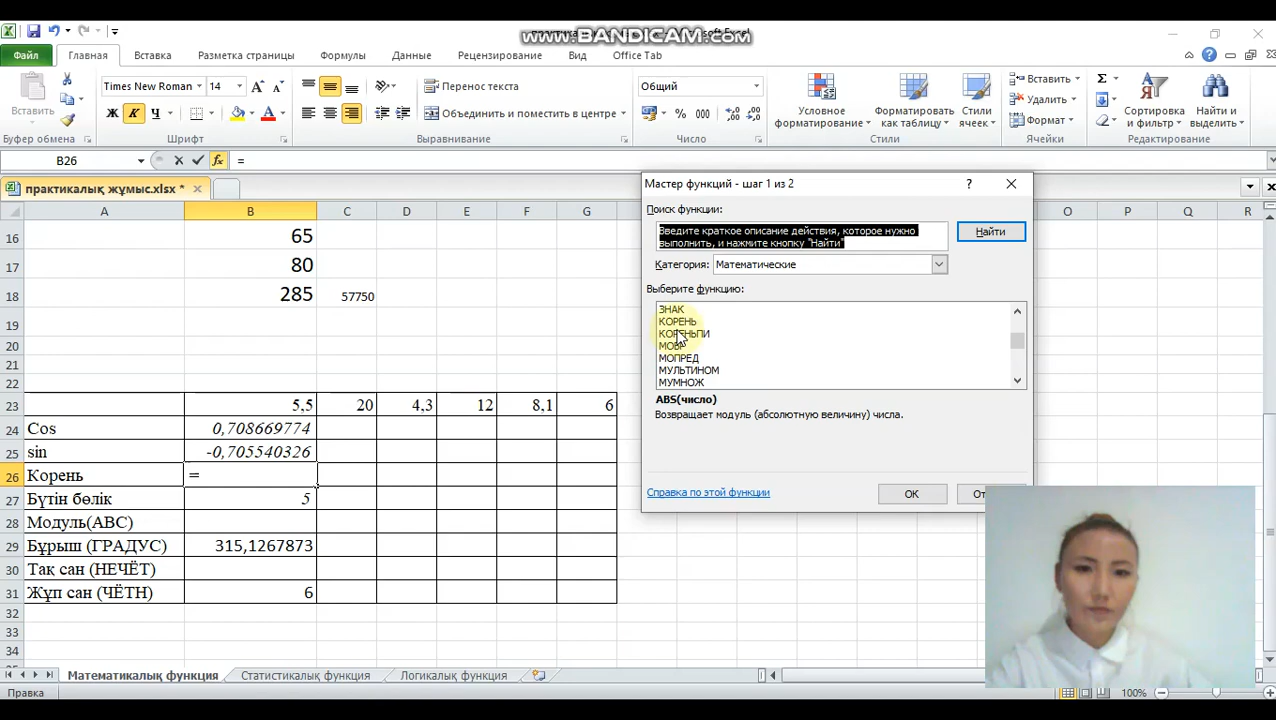 www.BANDICAM.com
Файл Главная Вставка Разметка страницы Формулы Данные Рецензирование Вид Office Tab
Вставить
Буфер обмена
Times New Roman 14
Ж К Ч
Шрифт
Перенос текста
Объединить и поместить в центре
Выравнивание
Общий
% 000
Число
Условное форматирование
Форматировать как таблицу
Стили ячеек
Стили
Вставить
Удалить
Формат
Ячейки
Сортировка и фильтр
Найти и выделить
Редактирование
B26 fx =
практикалық жұмыс.xlsx *
A B C D E F G O P Q R
16 65
17 80
18 285 57750
19
20
21
22
23 5,5 20 4,3 12 8,1 6
24 Cos 0,708669774
25 sin -0,705540326
26 Корень =
27 Бүтін бөлік 5
28 Модуль(АВС)
29 Бұрыш (ГРАДУС) 315,1267873
30 Тақ сан (НЕЧЁТ)
31 Жұп сан (ЧЁТН) 6
32
33
34
Мастер функций - шаг 1 из 2
Поиск функции:
Введите краткое описание действия, которое нужно
выполнить, и нажмите кнопку "Найти"
Найти
Категория: Математические
Выберите функцию:
ЗНАК
КОРЕНЬ
КОРЕНЬПИ
МОБР
МОПРЕД
МУЛЬТИНОМ
МУМНОЖ
ABS(число)
Возвращает модуль (абсолютную величину) числа.
Справка по этой функции
ОК
От
Математикалық функция Статистикалық функция Логикалық функция
Правка 100%